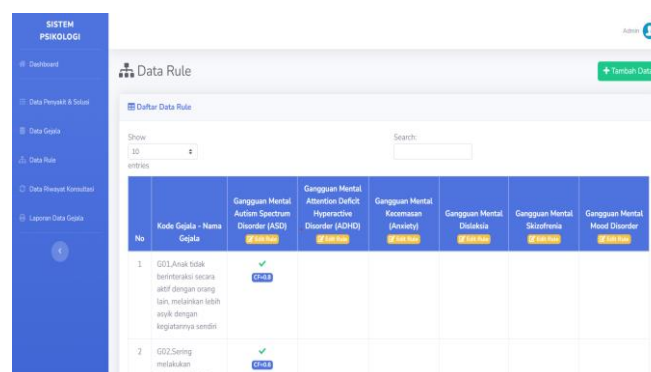 SISTEM
PSIKOLOGI
Admin
Dashboard
Data Rule
+ Tambah Data
Data Penyakit & Solusi
Daftar Data Rule
Data Gejala
Show
Search:
10
entries
Data Rule
Data Riwayat Konsultasi
Laporan Data Gejala
No
Kode Gejala - Nama
Gejala
Gangguan Mental
Autism Spectrum
Disorder (ASD)
Edit Rule
Gangguan Mental
Attention Deficit
Hyperactive
Disorder (ADHD)
Edit Rule
Gangguan Mental
Kecemasan
(Anxiety)
Edit Rule
Gangguan Mental
Disleksia
Edit Rule
Gangguan Mental
Skizofrenia
Edit Rule
Gangguan Mental
Mood Disorder
Edit Rule
1
G01,Anak tidak
berinteraksi secara
aktif dengan orang
lain, melainkan lebih
asyik dengan
kegiatannya sendiri
CF=0.8
2
G02,Sering
melakukan
CF=0.8